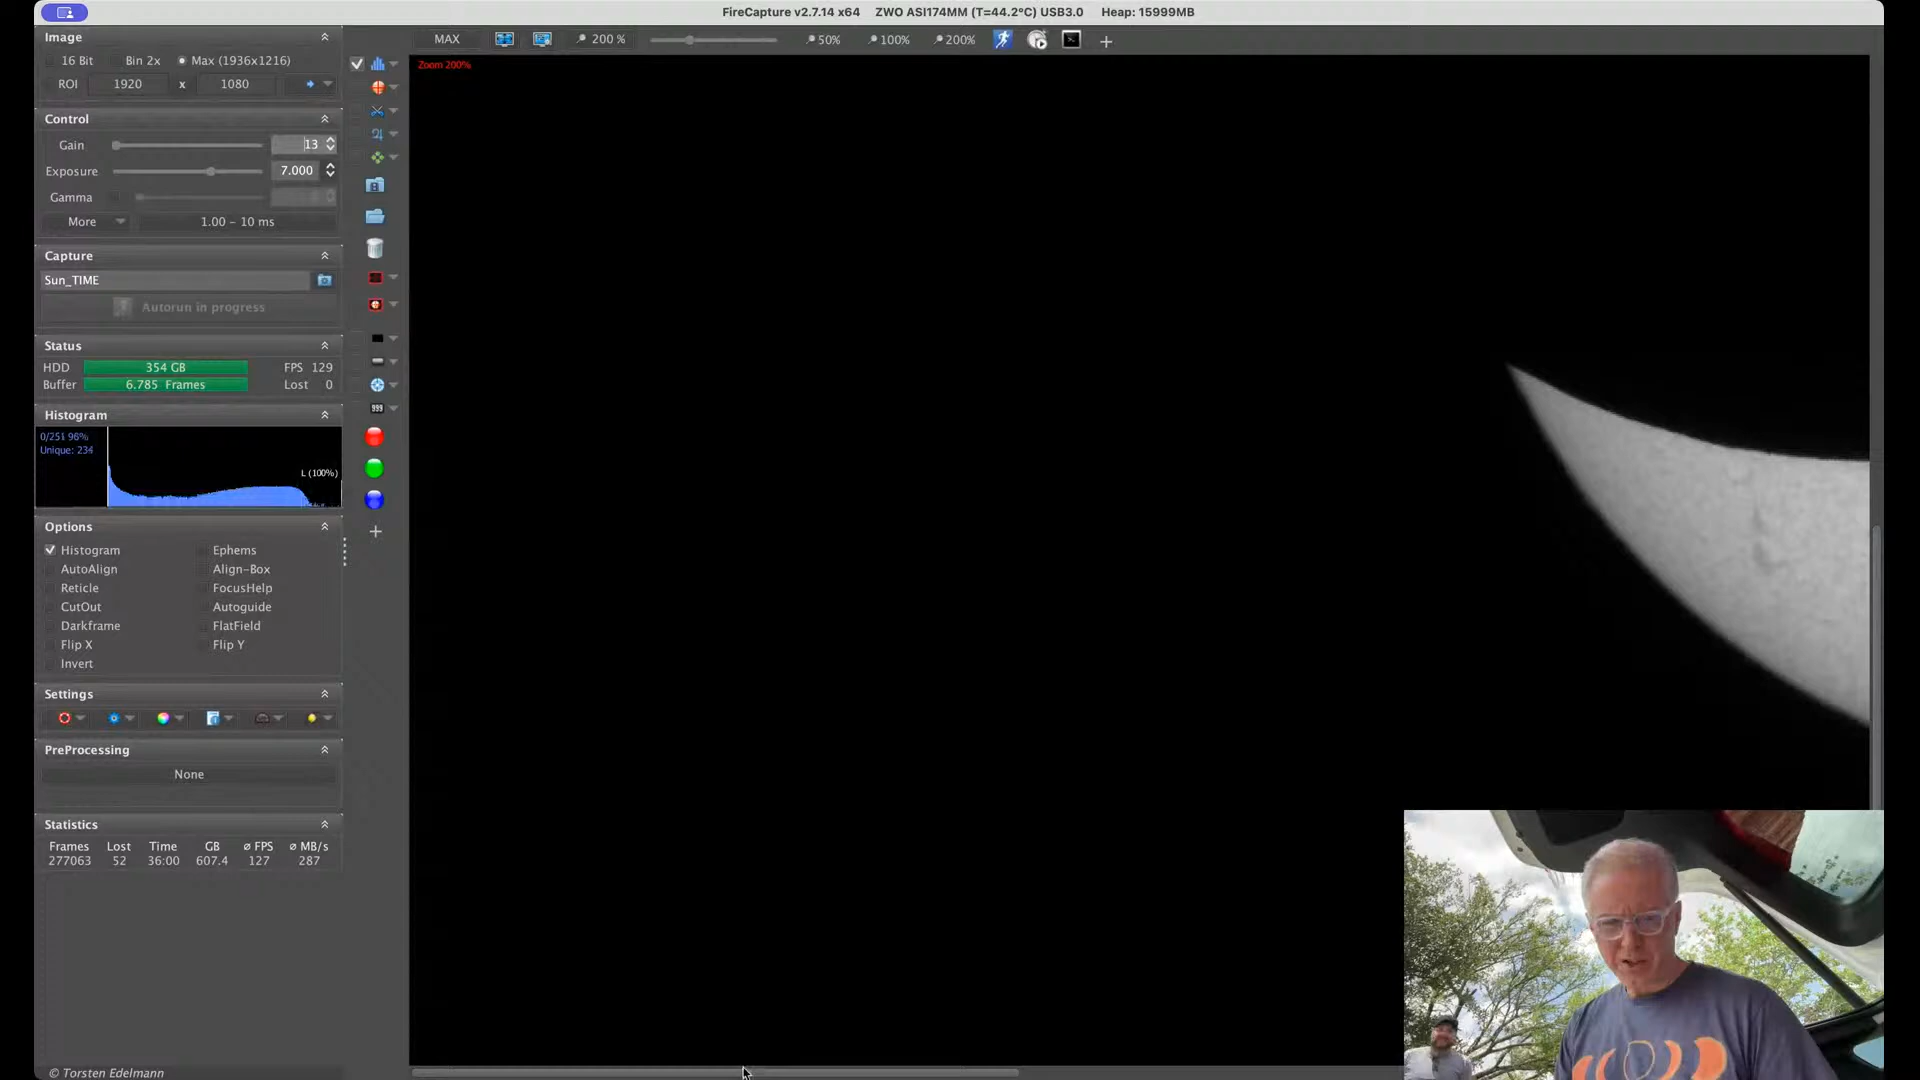 FireCapture v2.7.14 x64 ZWO ASI174MM (T=44.2°C) USB3.0 Heap: 15999MB
Image
MAX 200 % 50% 100% 200%
16 Bit Bin 2x Max (1936x1216)
Zoom 200%
ROI 1920 x 1080
Control
Gain 13
Exposure 7.000
Gamma
More 1.00 - 10 ms
Capture
Sun_TIME
Autorun in progress
Status
HDD 354 GB FPS 129
Buffer 6.785 Frames Lost 0
Histogram
0/251 98%
Unique: 234
L (100%)
Options
Histogram Ephems
AutoAlign Align-Box
Reticle FocusHelp
CutOut Autoguide
Darkframe FlatField
Flip X Flip Y
Invert
Settings
PreProcessing
None
Statistics
Frames Lost Time GB ø FPS ø MB/s
277063 52 36:00 607.4 127 287
© Torsten Edelmann